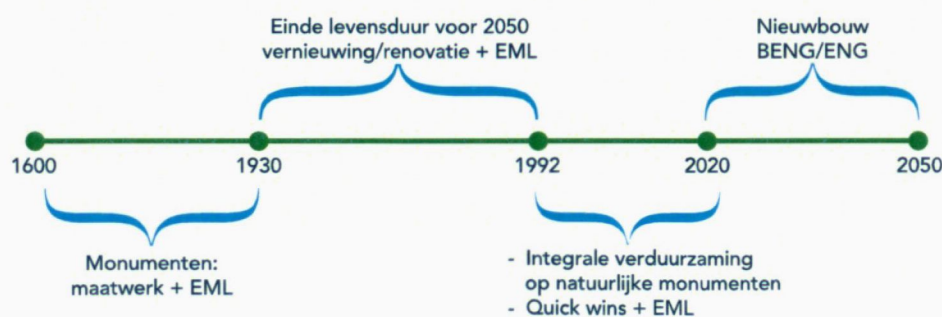 Einde levensduur voor 2050
vernieuwing/renovatie + EML
Nieuwbouw
BENG/ENG
1600
1930
1992
2020
2050
Monumenten:
maatwerk + EML
- Integrale verduurzaming
op natuurlijke monumenten
- Quick wins + EML